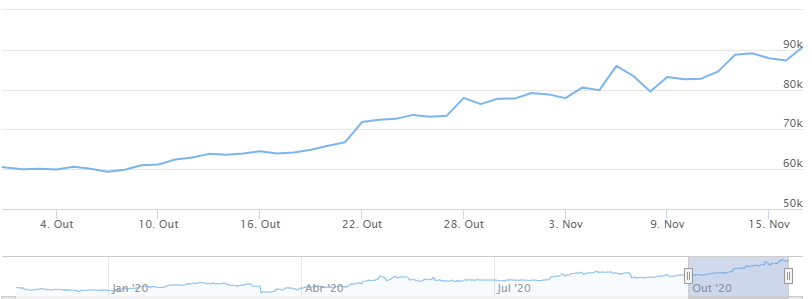 90k
80k
70k
60k
50k
4. Out 10. Out 16. Out 22. Out 28. Out 3. Nov 9. Nov 15. Nov
Jan '20 Abr '20 Jul '20 Out '20